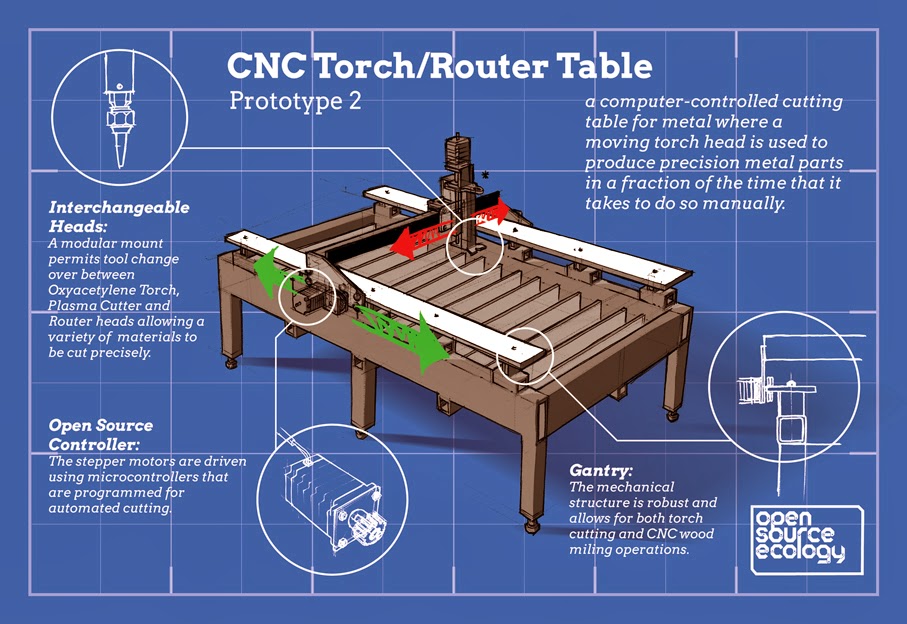 CNC Torch/Router Table
Prototype 2
a computer-controlled cutting
table for metal where a
moving torch head is used to
produce precision metal parts
in a fraction of the time that it
takes to do so manually.
*
Interchangeable
Heads:
A modular mount
permits tool change
over between
Oxyacetylene Torch,
Plasma Cutter and
Router heads allowing a
variety of materials to
be cut precisely.
Open Source
Controller:
The stepper motors are driven
using microcontrollers that
are programmed for
automated cutting.
Gantry:
The mechanical
structure is robust and
allows for both torch
cutting and CNC wood
miling operations.
open
source
ecology